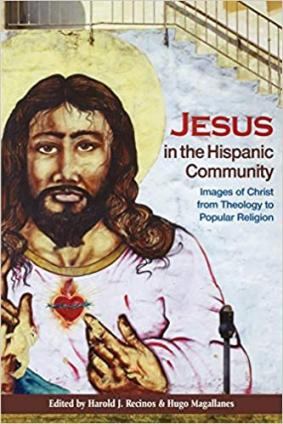 JESUS
in the Hispanic
Community
Images of Christ
from Theology to
Popular Religion
Edited by Harold J. Recinos & Hugo Magallanes